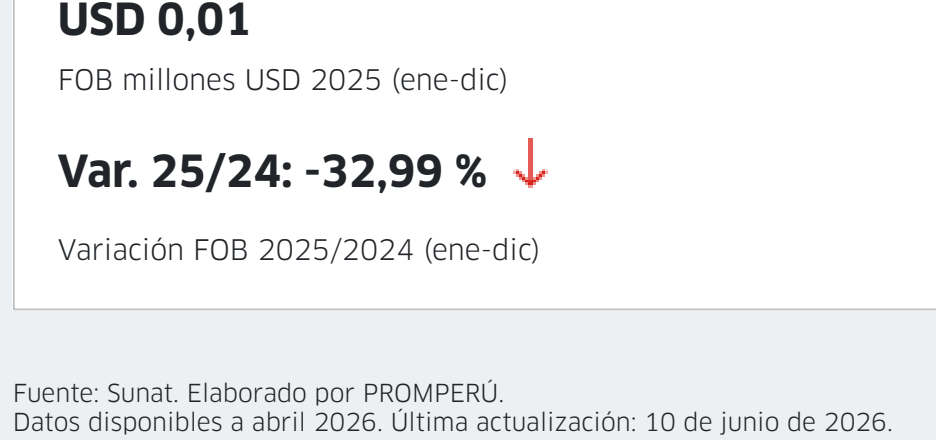 USD 0,01
FOB millones USD 2025 (ene-dic)
Var. 25/24: -32,99 %
Variación FOB 2025/2024 (ene-dic)
Fuente: Sunat. Elaborado por PROMPERÚ.
Datos disponibles a abril 2026. Última actualización: 10 de junio de 2026.